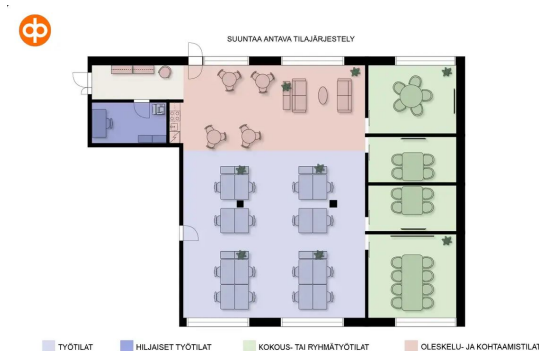 SUUNTAA ANTAVA TILAJÄRJESTELY
TYÖTILAT
HILJAISET TYÖTILAT
KOKOUS- TAI RYHMÄTYÖTILAT
OLESKELU- JA KOHTAAMISTILAT